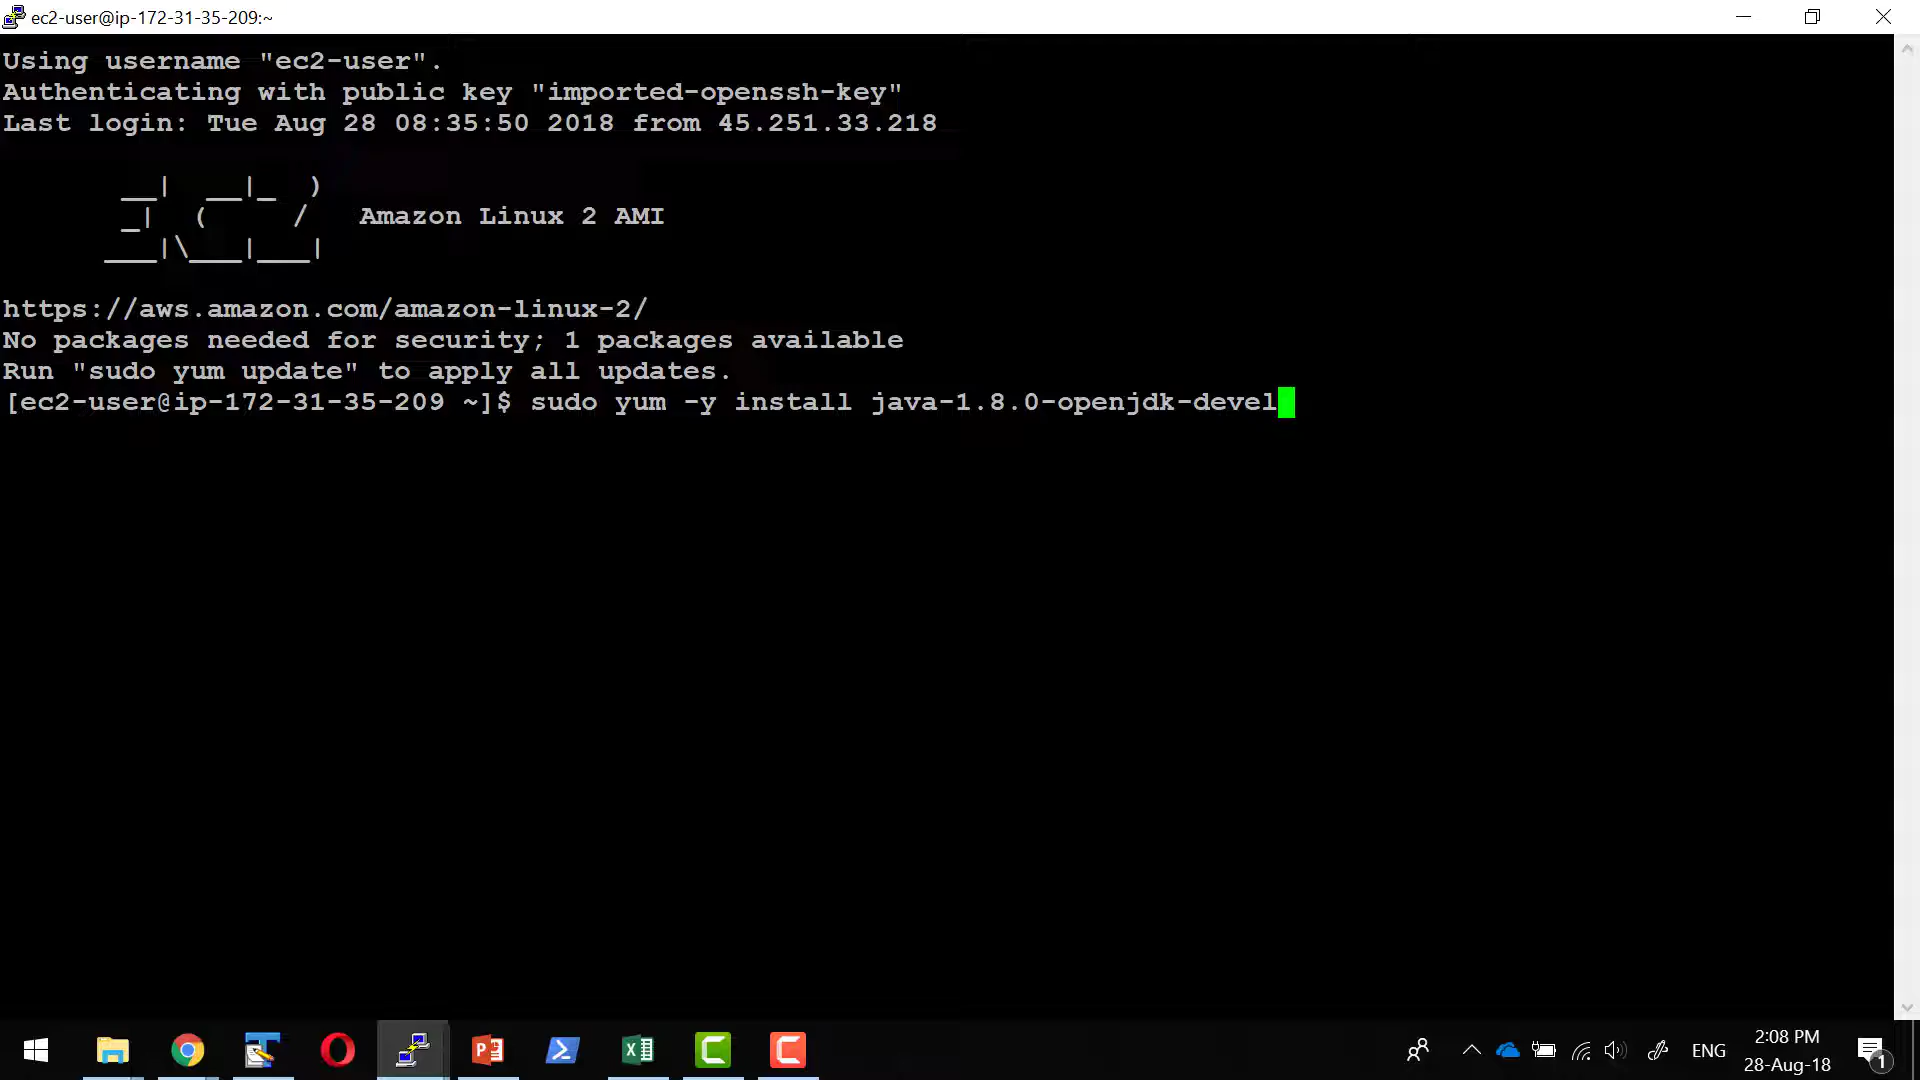 ec2-user@ip-172-31-35-209:~
Using username "ec2-user".
Authenticating with public key "imported-openssh-key"
Last login: Tue Aug 28 08:35:50 2018 from 45.251.33.218
       __|  __|_  )
       _|  (     /   Amazon Linux 2 AMI
      ___|\___|___|
https://aws.amazon.com/amazon-linux-2/
No packages needed for security; 1 packages available
Run "sudo yum update" to apply all updates.
[ec2-user@ip-172-31-35-209 ~]$ sudo yum -y install java-1.8.0-openjdk-devel
ENG
2:08 PM
28-Aug-18
1